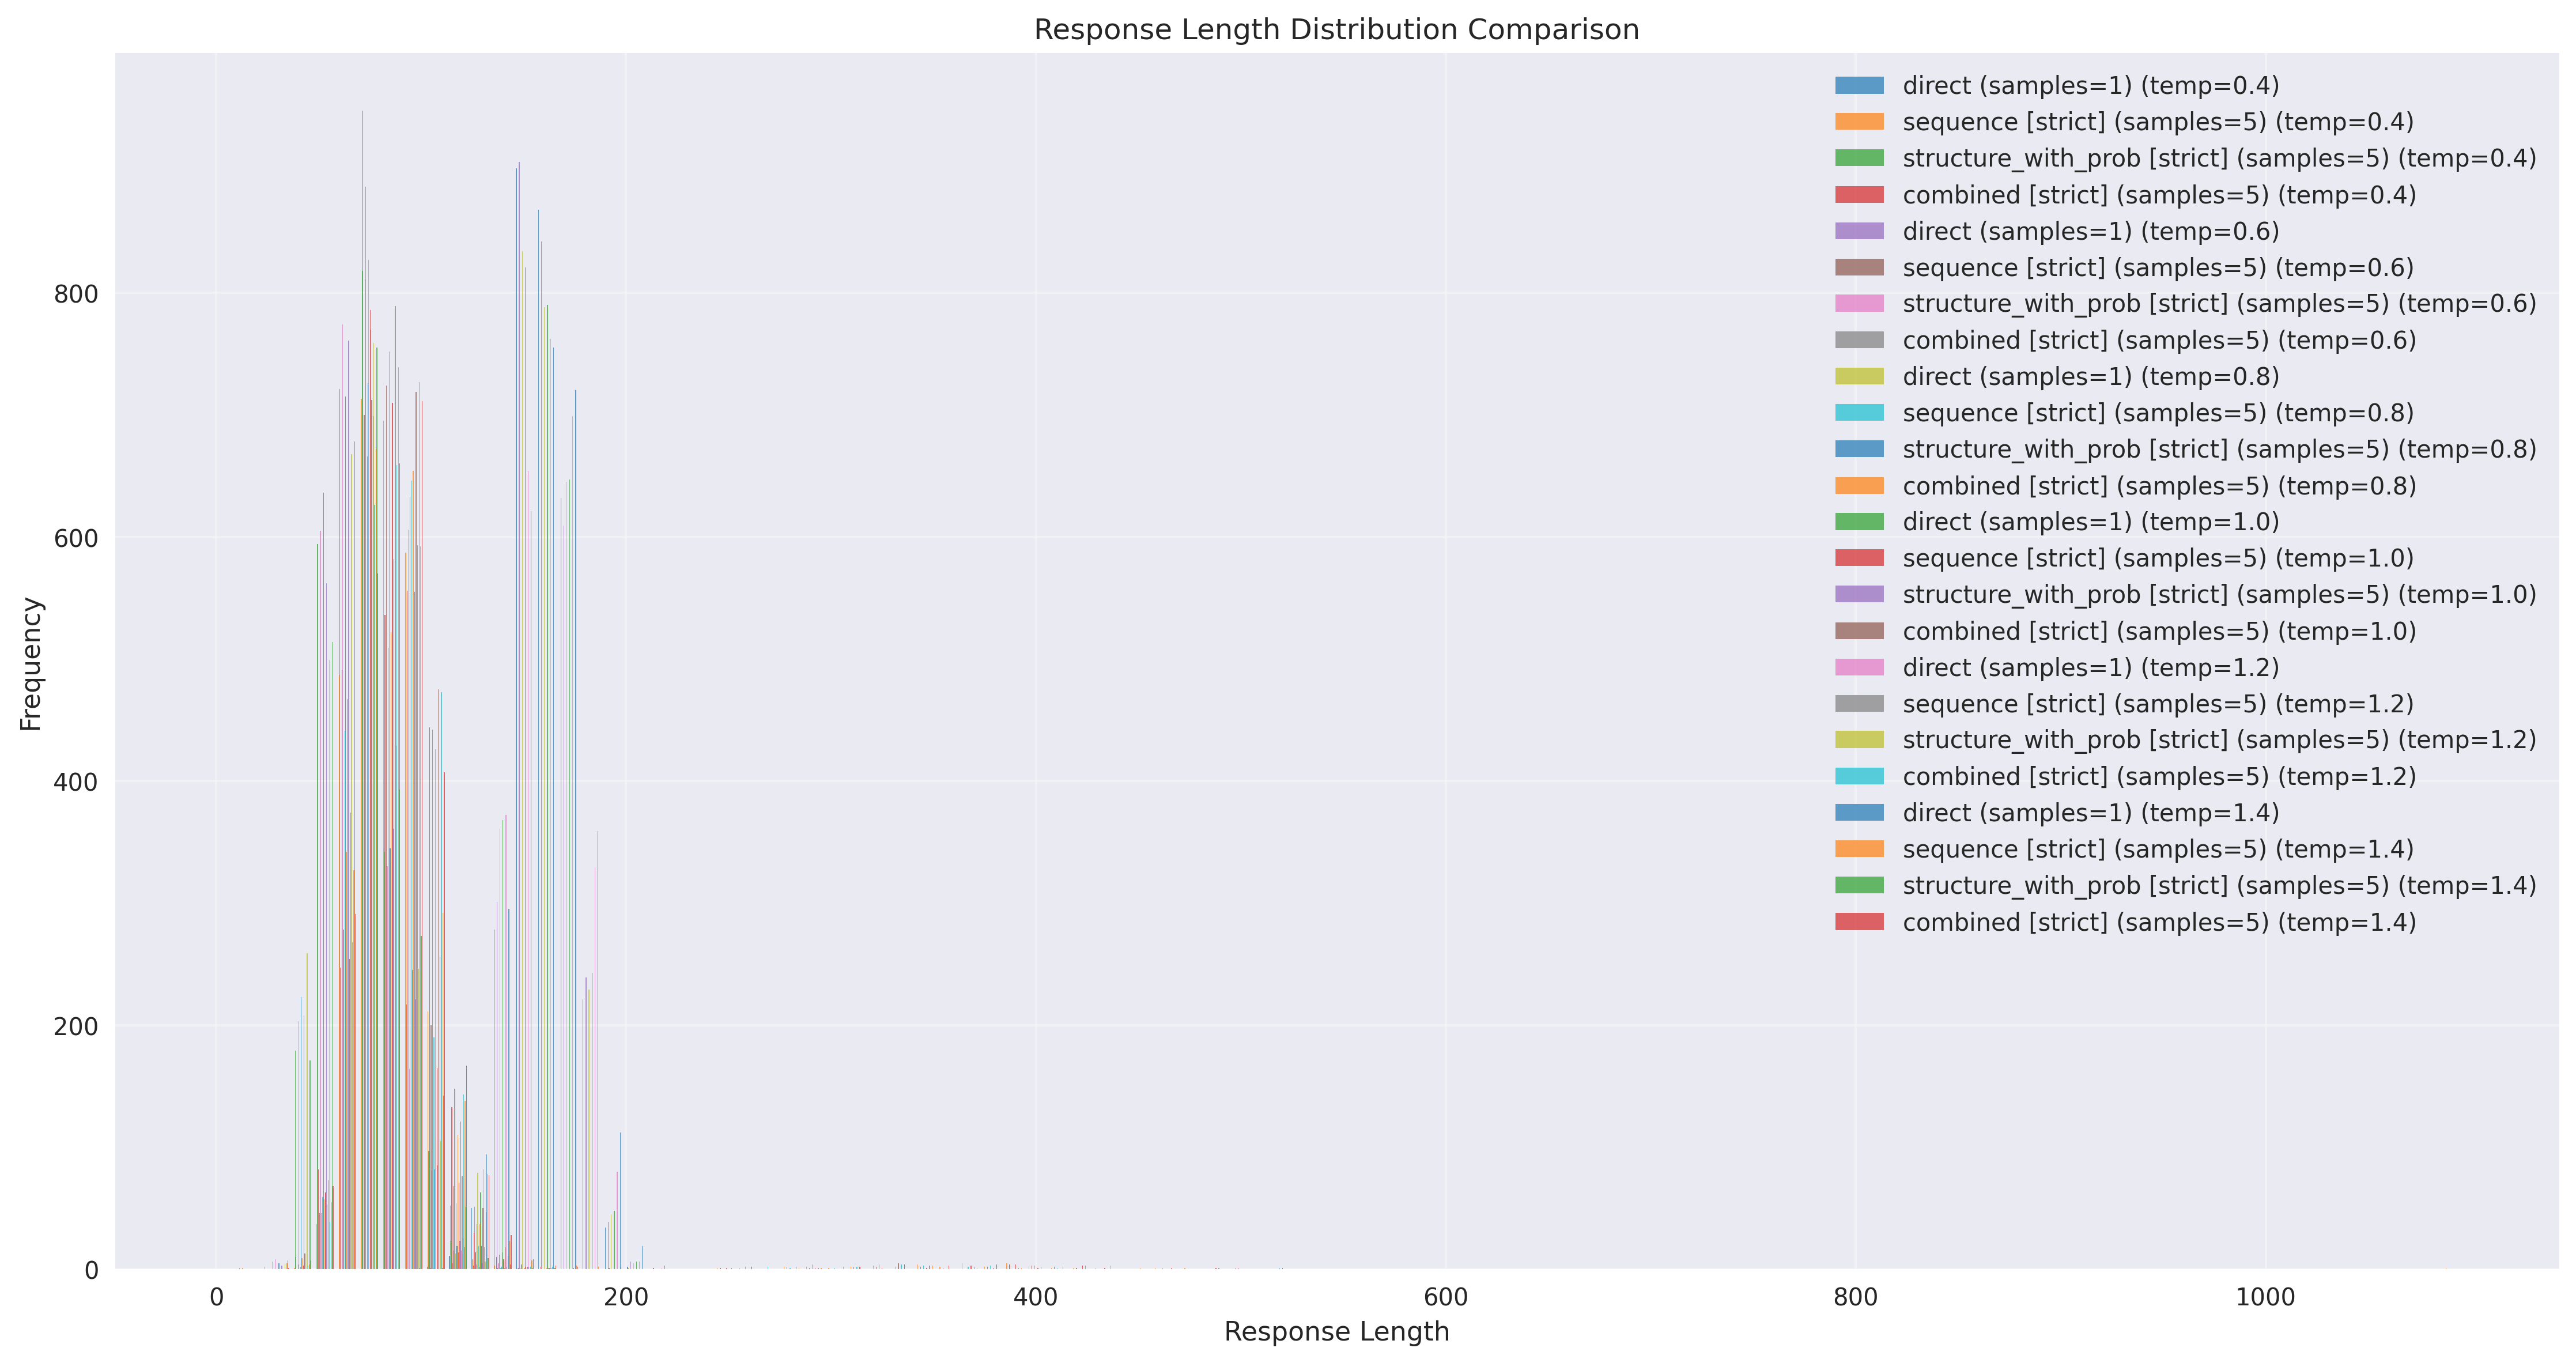 Response Length Distribution Comparison
direct (samples=1) (temp=0.4)
sequence [strict] (samples=5) (temp=0.4)
structure_with_prob [strict] (samples=5) (temp=0.4)
combined [strict] (samples=5) (temp=0.4)
direct (samples=1) (temp=0.6)
sequence [strict] (samples=5) (temp=0.6)
structure_with_prob [strict] (samples=5) (temp=0.6)
combined [strict] (samples=5) (temp=0.6)
direct (samples=1) (temp=0.8)
sequence [strict] (samples=5) (temp=0.8)
structure_with_prob [strict] (samples=5) (temp=0.8)
combined [strict] (samples=5) (temp=0.8)
direct (samples=1) (temp=1.0)
sequence [strict] (samples=5) (temp=1.0)
structure_with_prob [strict] (samples=5) (temp=1.0)
combined [strict] (samples=5) (temp=1.0)
direct (samples=1) (temp=1.2)
sequence [strict] (samples=5) (temp=1.2)
structure_with_prob [strict] (samples=5) (temp=1.2)
combined [strict] (samples=5) (temp=1.2)
direct (samples=1) (temp=1.4)
sequence [strict] (samples=5) (temp=1.4)
structure_with_prob [strict] (samples=5) (temp=1.4)
combined [strict] (samples=5) (temp=1.4)
Frequency
800
600
400
200
0
0 200 400 600 800 1000
Response Length